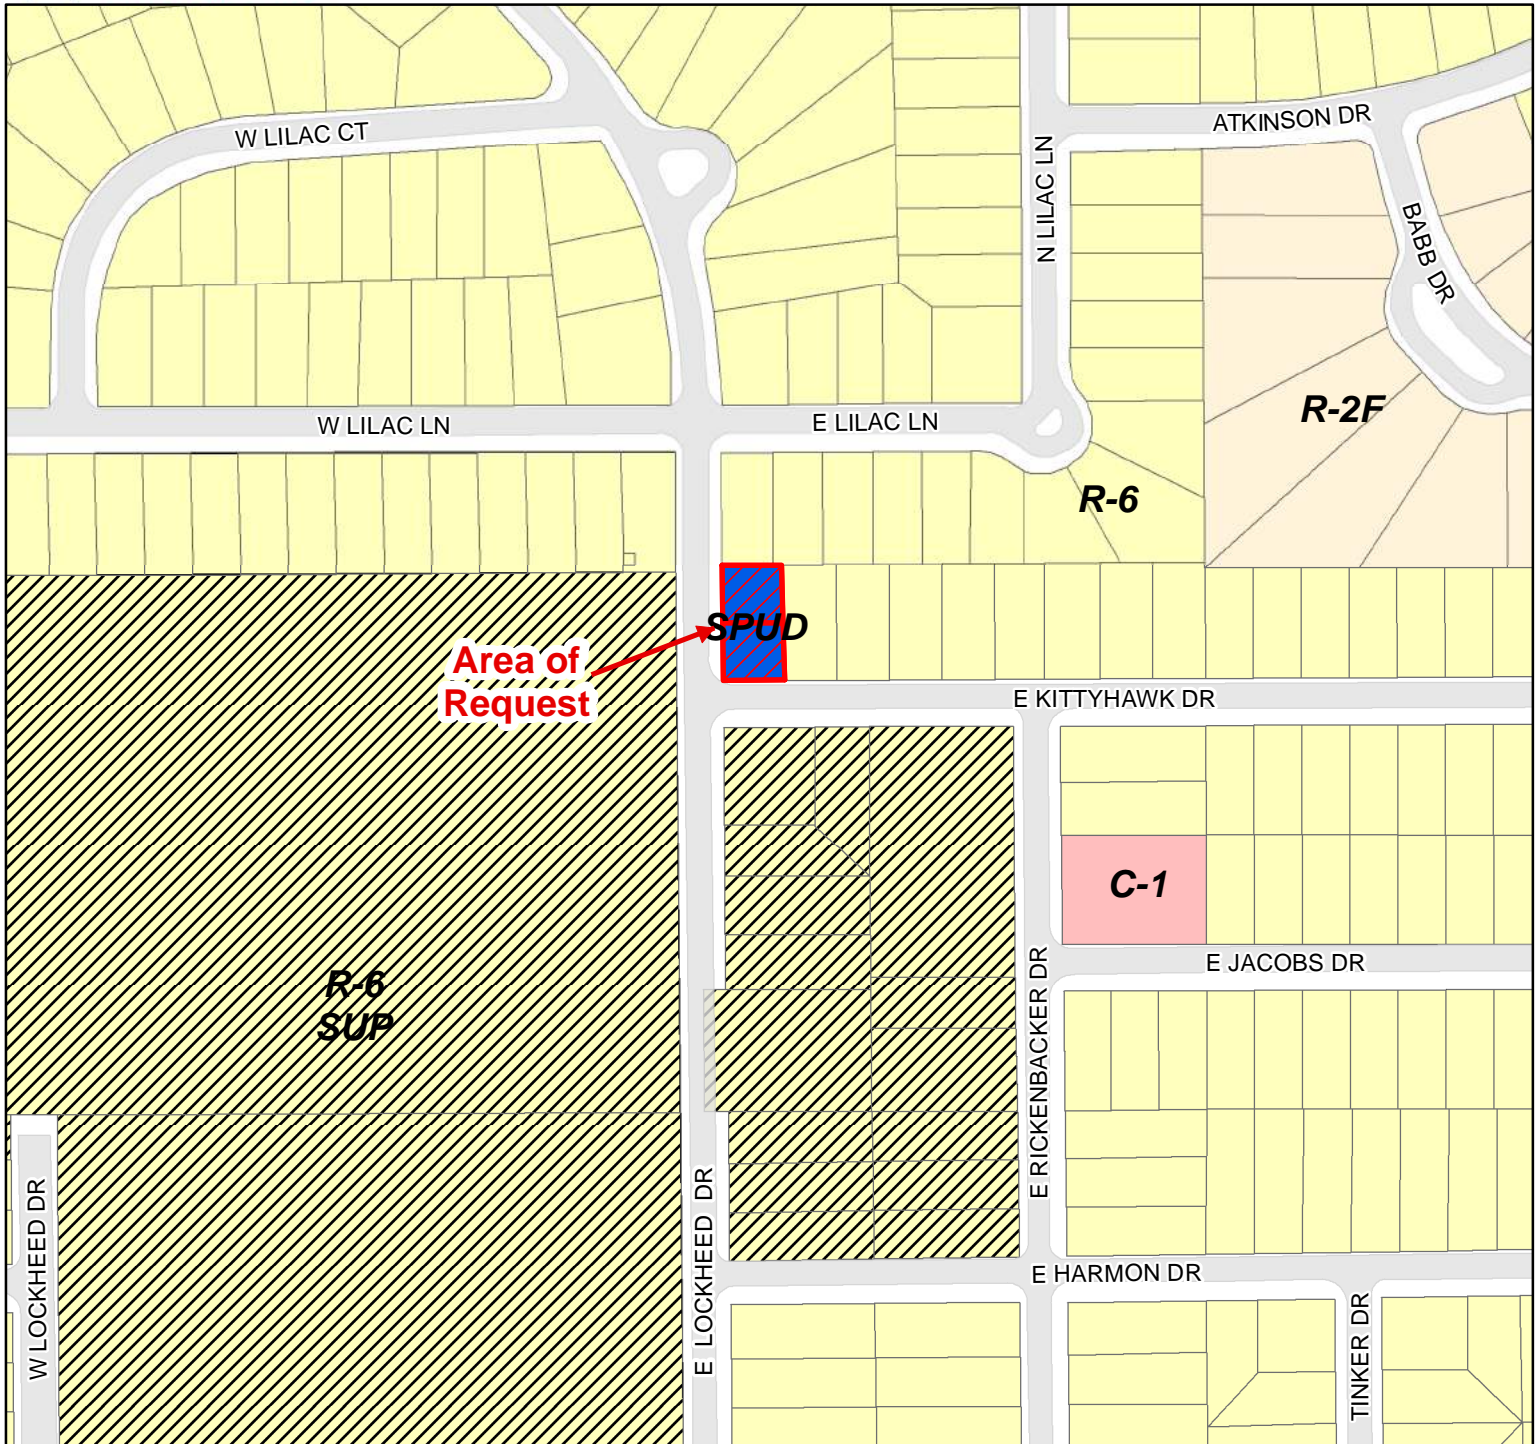 W LILAC CT
ATKINSON DR
N LILAC LN
BABB DR
R-2F
W LILAC LN
E LILAC LN
R-6
SPUD
Area of
Request
E KITTYHAWK DR
C-1
E JACOBS DR
R-6
SUP
E RICKENBACKER DR
W LOCKHEED DR
E LOCKHEED DR
E HARMON DR
TINKER DR